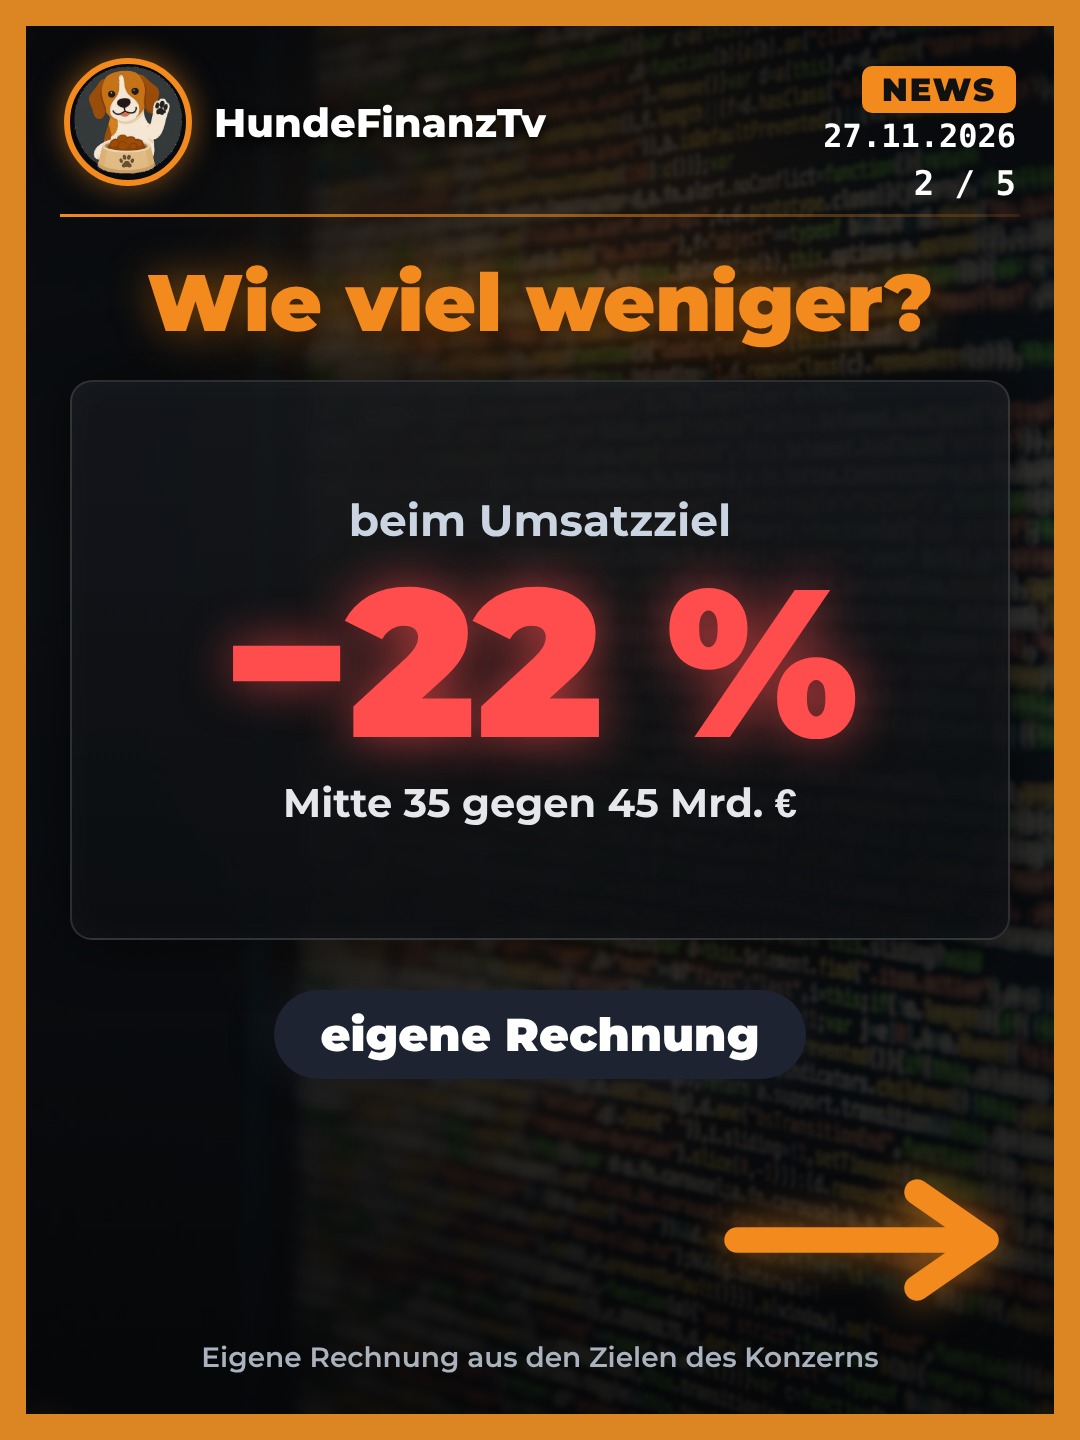 HundeFinanzTv
NEWS
27.11.2026
2 / 5
Wie viel weniger?
beim Umsatzziel
−22 %
Mitte 35 gegen 45 Mrd. €
eigene Rechnung
Eigene Rechnung aus den Zielen des Konzerns